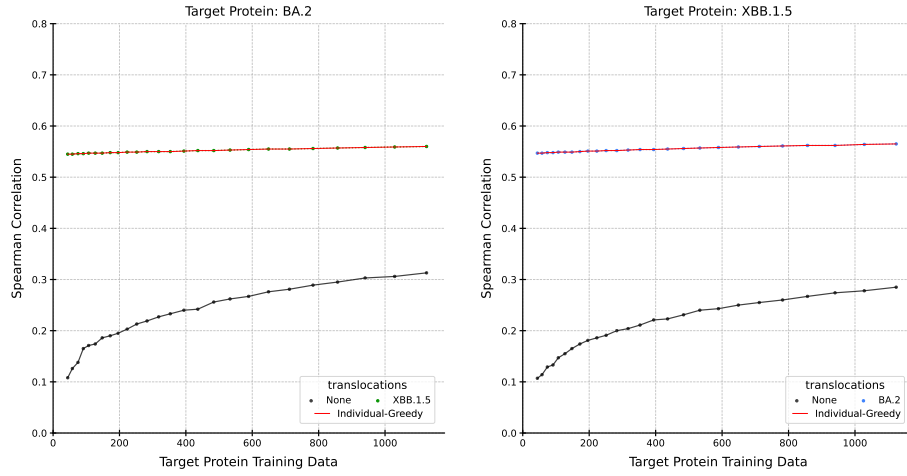 Target Protein: BA.2
Spearman Correlation
0.8
0.7
0.6
0.5
0.4
0.3
0.2
0.1
0.0
0 200 400 600 800 1000
Target Protein Training Data
translocations
None XBB.1.5
Individual-Greedy
Target Protein: XBB.1.5
Spearman Correlation
0.8
0.7
0.6
0.5
0.4
0.3
0.2
0.1
0.0
0 200 400 600 800 1000
Target Protein Training Data
translocations
None BA.2
Individual-Greedy